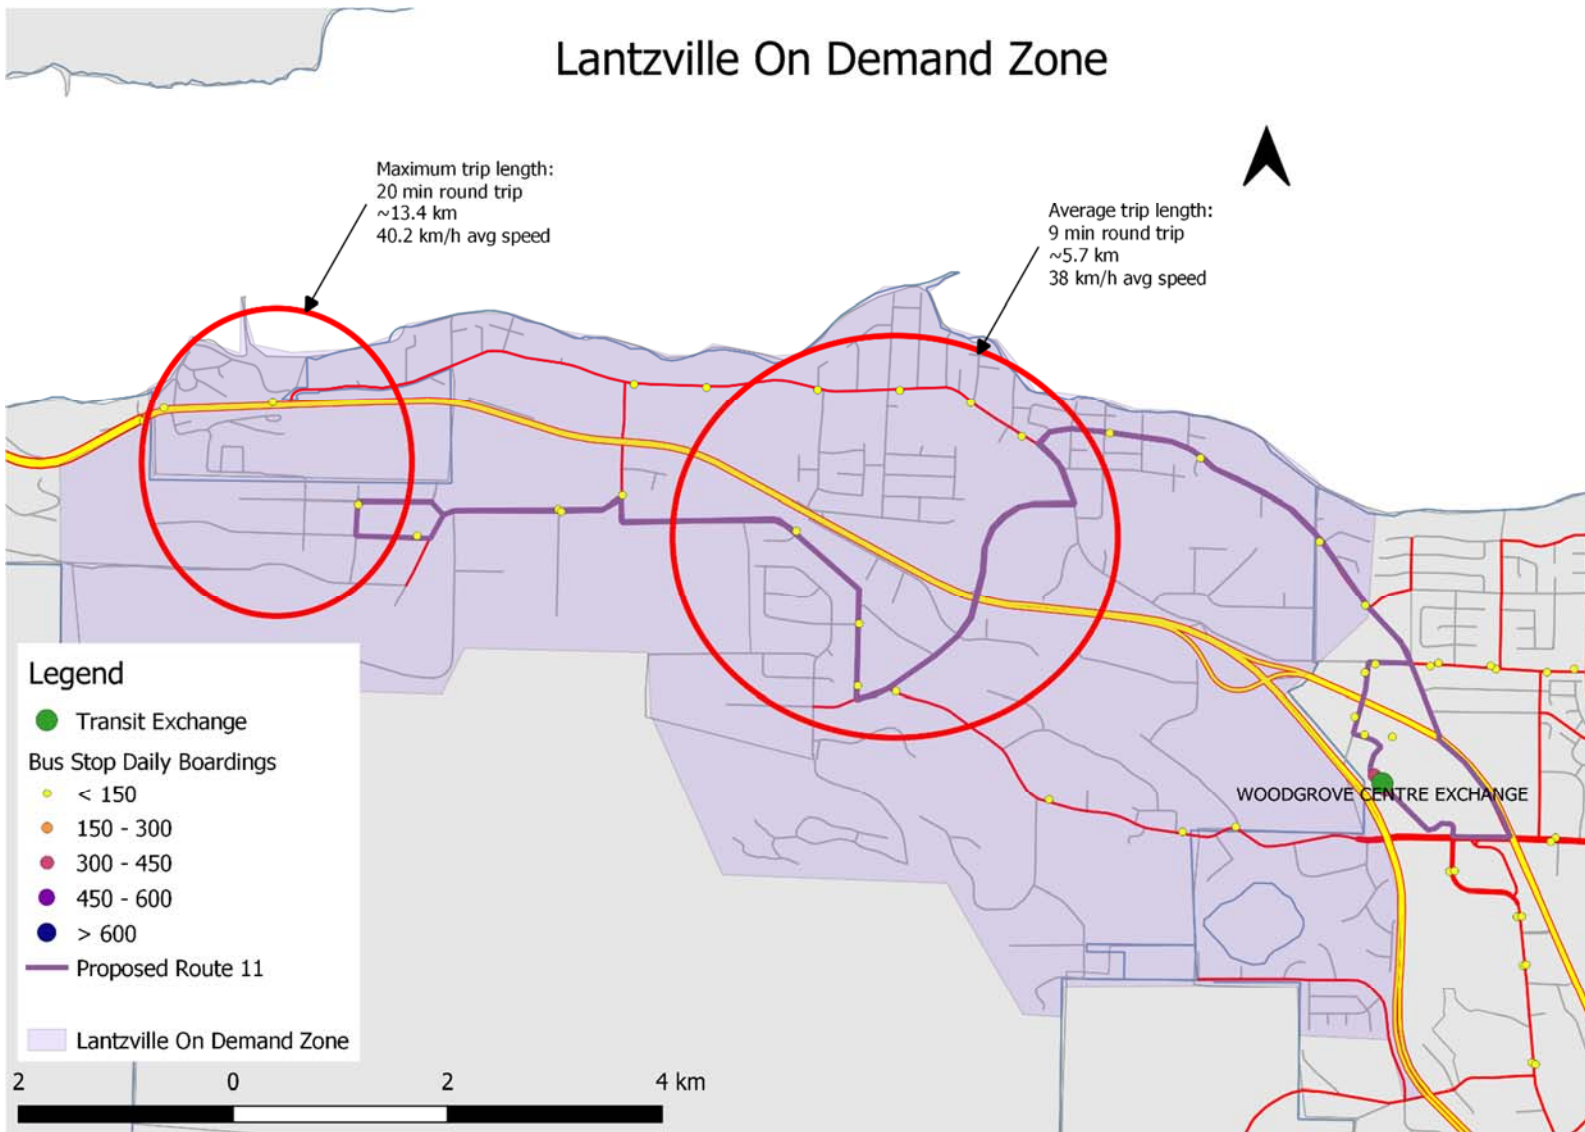 Lantzville On Demand Zone
Maximum trip length:
20 min round trip
~13.4 km
40.2 km/h avg speed
Average trip length:
9 min round trip
~5.7 km
38 km/h avg speed
WOODGROVE CENTRE EXCHANGE
Legend
Transit Exchange
Bus Stop Daily Boardings
< 150
150 - 300
300 - 450
450 - 600
> 600
Proposed Route 11
Lantzville On Demand Zone
2 0 2 4 km